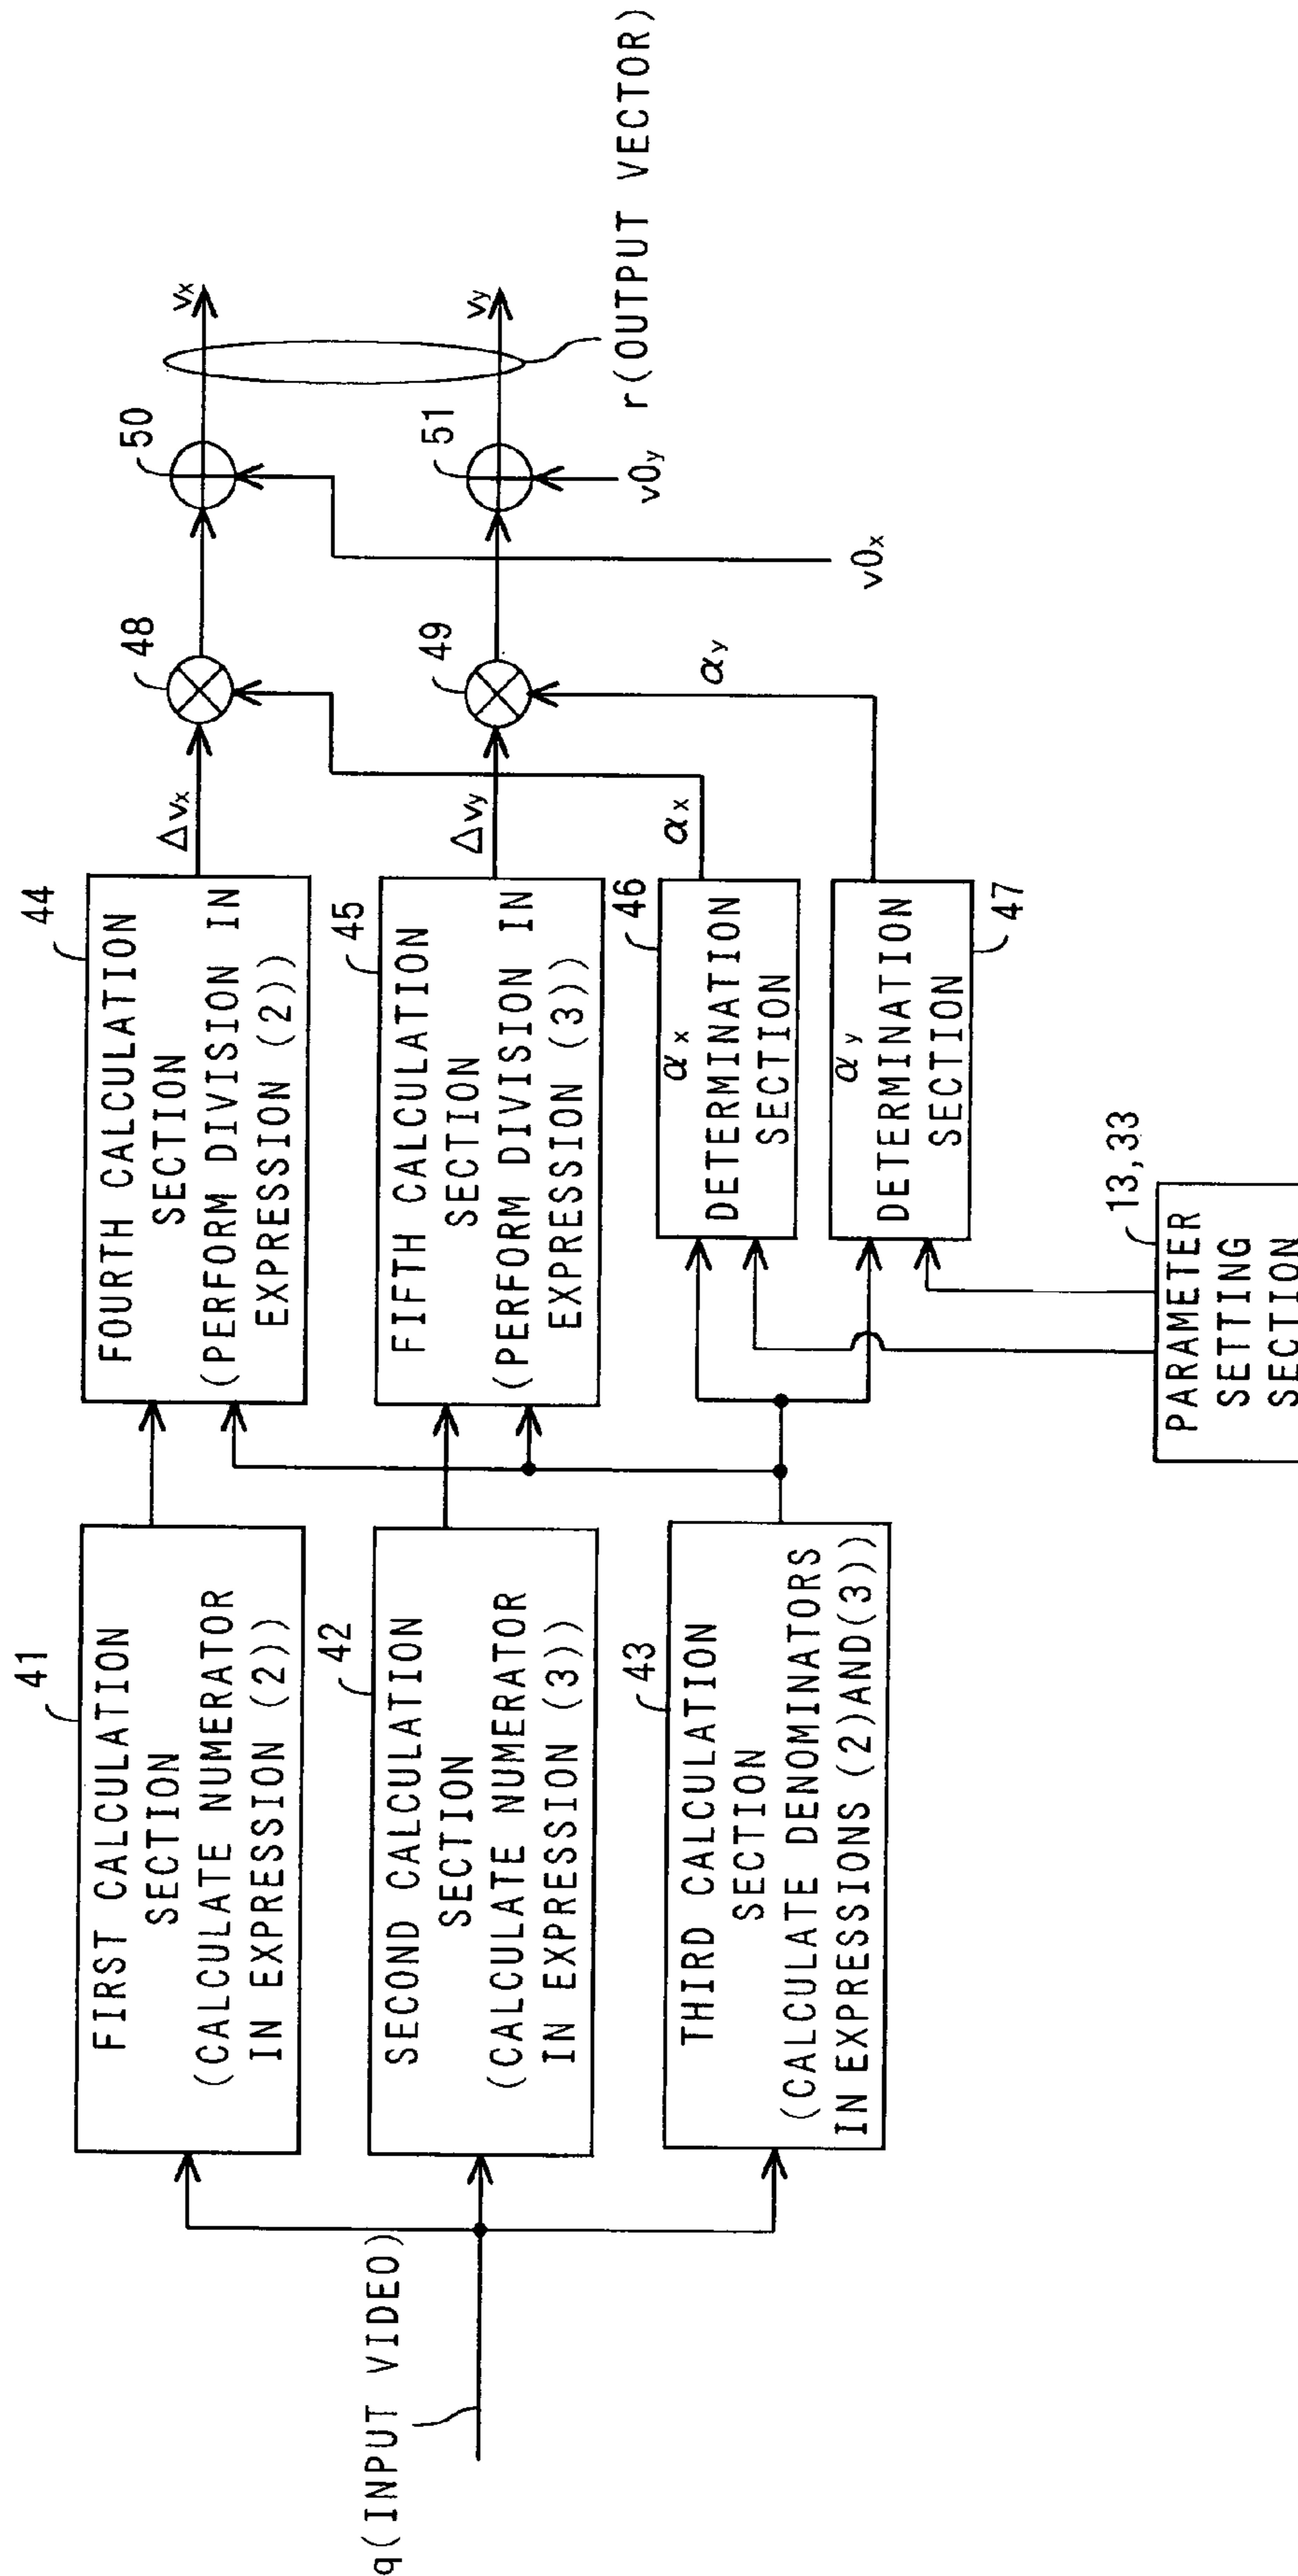 q(INPUT VIDEO)
41
FIRST CALCULATION
SECTION
(CALCULATE NUMERATOR
IN EXPRESSION (2))
42
SECOND CALCULATION
SECTION
(CALCULATE NUMERATOR
IN EXPRESSION (3))
43
THIRD CALCULATION
SECTION
(CALCULATE DENOMINATORS
IN EXPRESSIONS (2)AND(3))
44
FOURTH CALCULATION
SECTION
(PERFORM DIVISION IN
EXPRESSION (2))
45
FIFTH CALCULATION
SECTION
(PERFORM DIVISION IN
EXPRESSION (3))
46
αx
DETERMINATION
SECTION
47
αy
DETERMINATION
SECTION
13,33
PARAMETER
SETTING
SECTION
Δvx
Δvy
αx
αy
48
49
50
51
v0x
v0y
vx
vy
r(OUTPUT VECTOR)